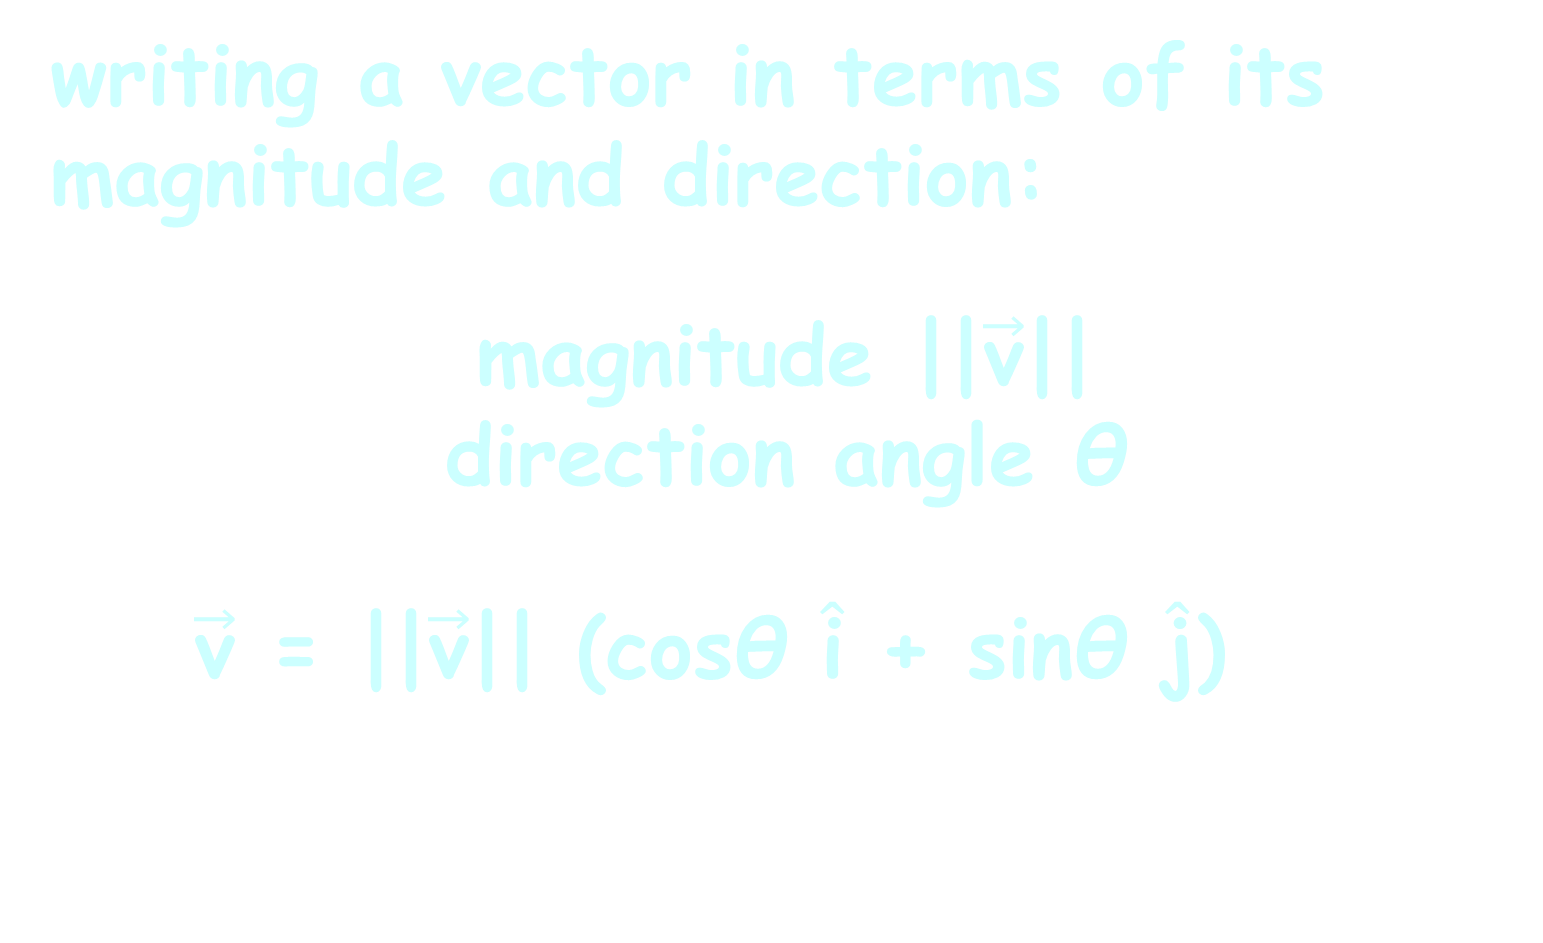 writing a vector in terms of its
magnitude and direction:
magnitude ||v⃗||
direction angle θ
v⃗ = ||v⃗|| (cosθ î + sinθ ĵ)